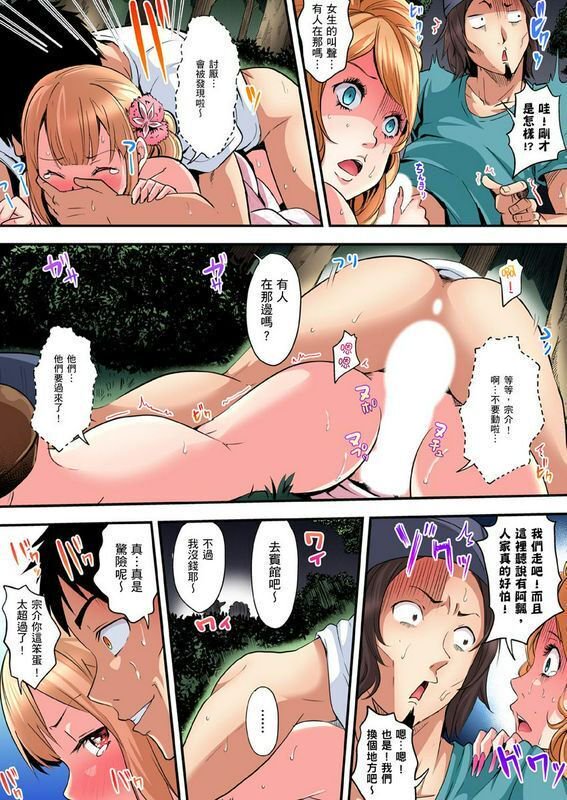 女生的叫聲…
有人在那嗎…
哇！剛才
是怎樣!?
討厭…
會被發現啦～
有人
在那邊嗎？
等等，宗介！
啊…不要動啦…
他們…
他們要過來了！
我們走吧！而且
這裡聽說有阿飄，
人家真的好怕！
嗯…嗯！
也是！我們
換個地方吧～
去賓館吧～
不過
我沒錢耶～
……
真…真是
驚險呢～
宗介你這笨蛋！
太超過了！